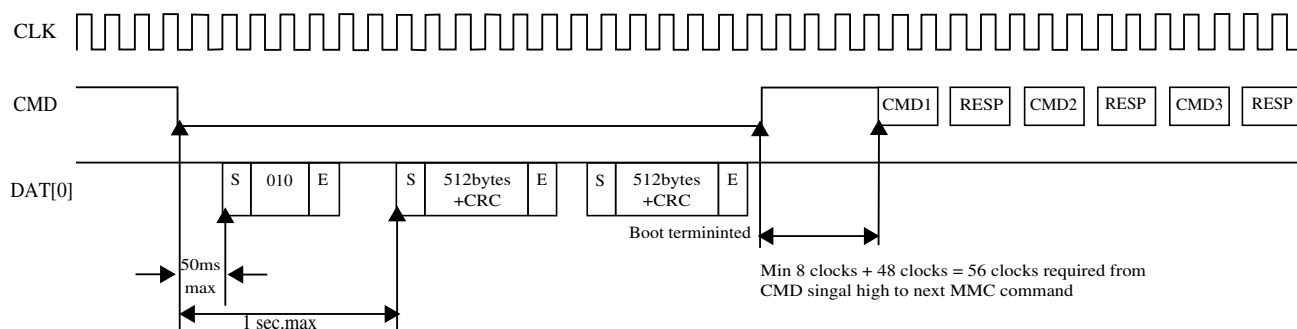 CLK
CMD
CMD1 RESP CMD2 RESP CMD3 RESP
DAT[0]
S 010 E S 512bytes +CRC E S 512bytes +CRC E
Boot termininted
50ms max
1 sec.max
Min 8 clocks + 48 clocks = 56 clocks required from
CMD singal high to next MMC command